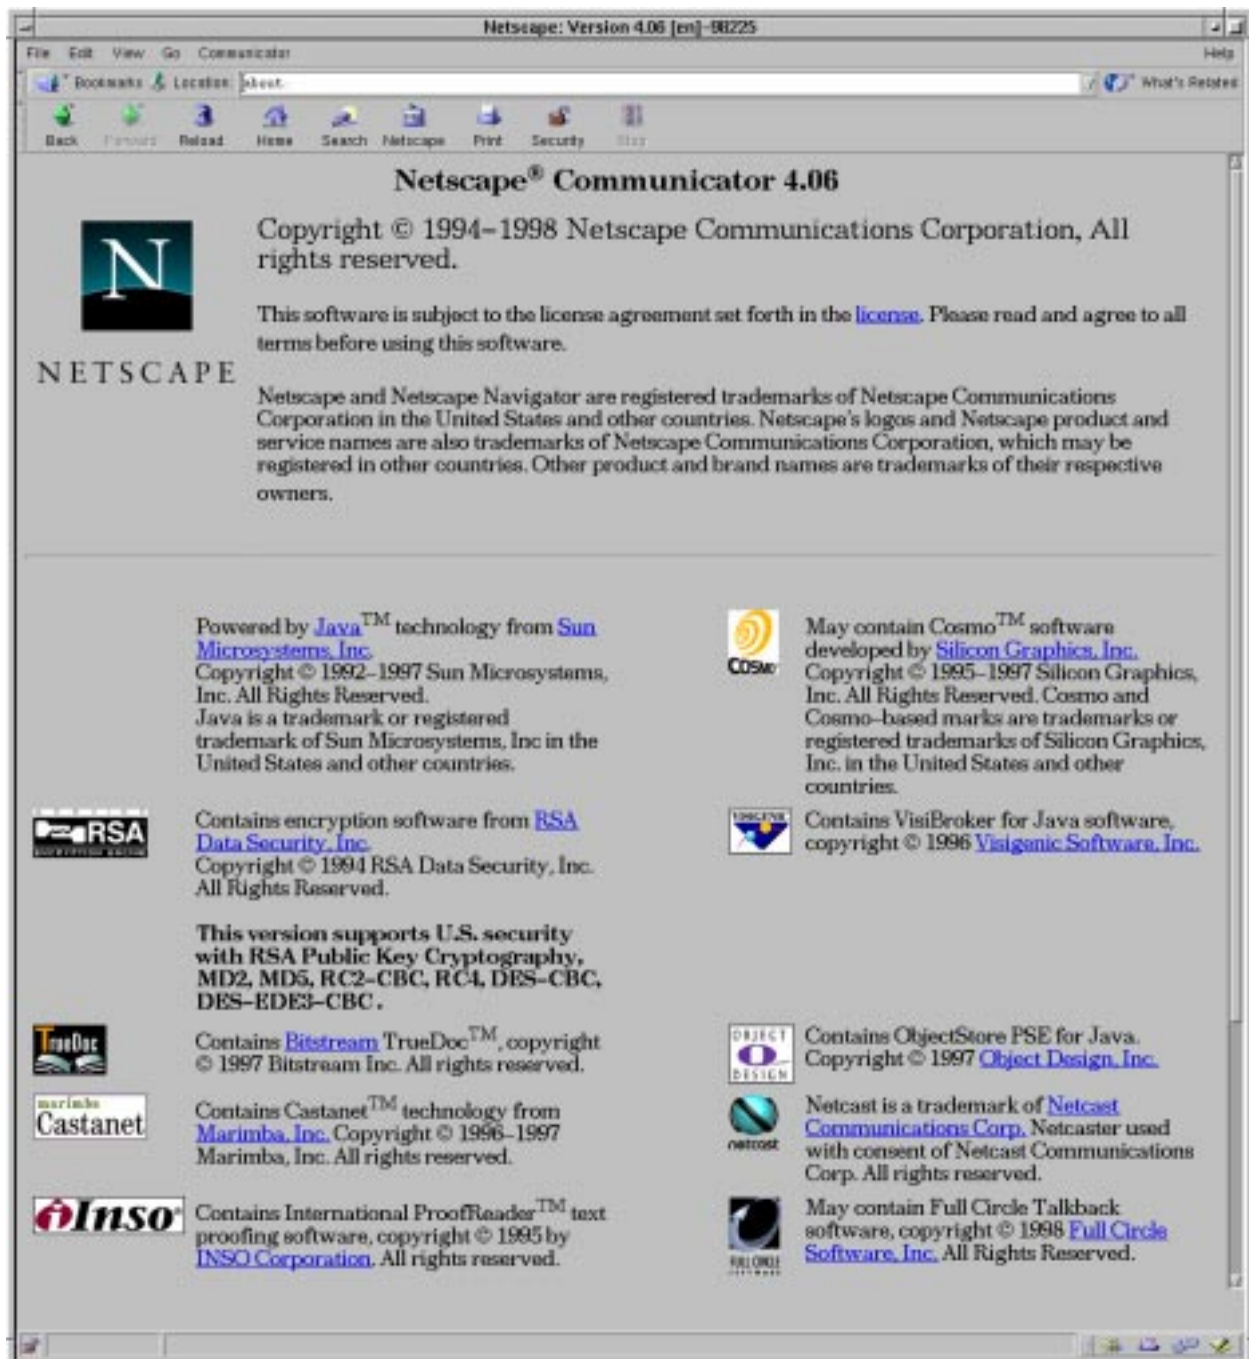 Netscape: Version 4.06 [en]-98225
File Edit View Go Communicator Help
Bookmarks Location: about: What's Related
Back Forward Reload Home Search Netscape Print Security Stop
Netscape® Communicator 4.06
N
NETSCAPE
Copyright © 1994-1998 Netscape Communications Corporation, All
rights reserved.
This software is subject to the license agreement set forth in the license. Please read and agree to all
terms before using this software.
Netscape and Netscape Navigator are registered trademarks of Netscape Communications
Corporation in the United States and other countries. Netscape's logos and Netscape product and
service names are also trademarks of Netscape Communications Corporation, which may be
registered in other countries. Other product and brand names are trademarks of their respective
owners.
Powered by Java™ technology from Sun
Microsystems, Inc.
Copyright © 1992-1997 Sun Microsystems,
Inc. All Rights Reserved.
Java is a trademark or registered
trademark of Sun Microsystems, Inc in the
United States and other countries.
COSMO
May contain Cosmo™ software
developed by Silicon Graphics, Inc.
Copyright © 1995-1997 Silicon Graphics,
Inc. All Rights Reserved. Cosmo and
Cosmo-based marks are trademarks or
registered trademarks of Silicon Graphics,
Inc. in the United States and other
countries.
RSA
Contains encryption software from RSA
Data Security, Inc.
Copyright © 1994 RSA Data Security, Inc.
All Rights Reserved.
This version supports U.S. security
with RSA Public Key Cryptography,
MD2, MD5, RC2-CBC, RC4, DES-CBC,
DES-EDE3-CBC.
VISIGENIC
Contains VisiBroker for Java software,
copyright © 1996 Visigenic Software, Inc.
TrueDoc
Contains Bitstream TrueDoc™, copyright
© 1997 Bitstream Inc. All rights reserved.
OBJECT
DESIGN
Contains ObjectStore PSE for Java.
Copyright © 1997 Object Design, Inc.
marimba
Castanet
Contains Castanet™ technology from
Marimba, Inc. Copyright © 1996-1997
Marimba, Inc. All rights reserved.
netcast
Netcast is a trademark of Netcast
Communications Corp. Netcaster used
with consent of Netcast Communications
Corp. All rights reserved.
Inso
Contains International ProofReader™ text
proofing software, copyright © 1995 by
INSO Corporation. All rights reserved.
FULL CIRCLE
SOFTWARE
May contain Full Circle Talkback
software, copyright © 1998 Full Circle
Software, Inc. All Rights Reserved.